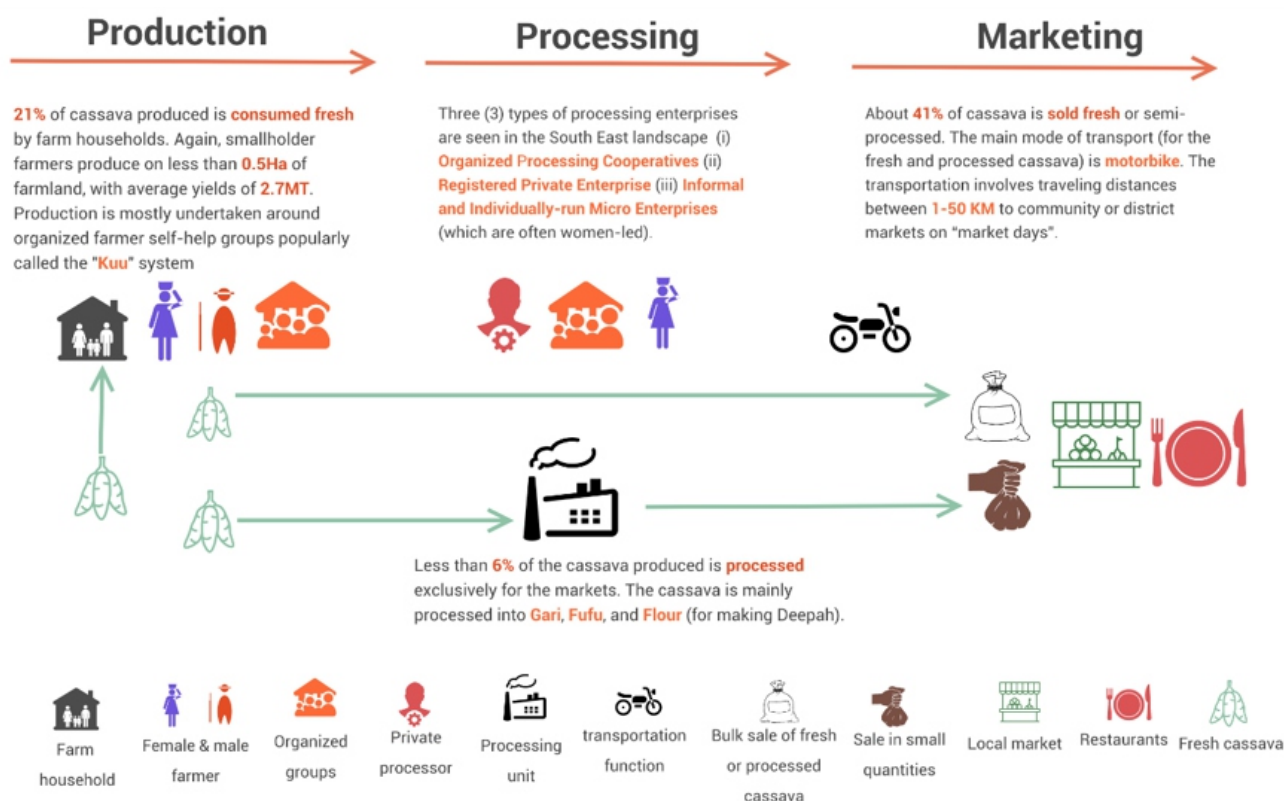 Production
Processing
Marketing
21% of cassava produced is consumed fresh
by farm households. Again, smallholder
farmers produce on less than 0.5Ha of
farmland, with average yields of 2.7MT.
Production is mostly undertaken around
organized farmer self-help groups popularly
called the "Kuu" system
Three (3) types of processing enterprises
are seen in the South East landscape (i)
Organized Processing Cooperatives (ii)
Registered Private Enterprise (iii) Informal
and Individually-run Micro Enterprises
(which are often women-led).
About 41% of cassava is sold fresh or semi-
processed. The main mode of transport (for the
fresh and processed cassava) is motorbike. The
transportation involves traveling distances
between 1-50 KM to community or district
markets on “market days”.
Less than 6% of the cassava produced is processed
exclusively for the markets. The cassava is mainly
processed into Gari, Fufu, and Flour (for making Deepah).
Farm
household
Female & male
farmer
Organized
groups
Private
processor
Processing
unit
transportation
function
Bulk sale of fresh
or processed
cassava
Sale in small
quantities
Local market
Restaurants
Fresh cassava